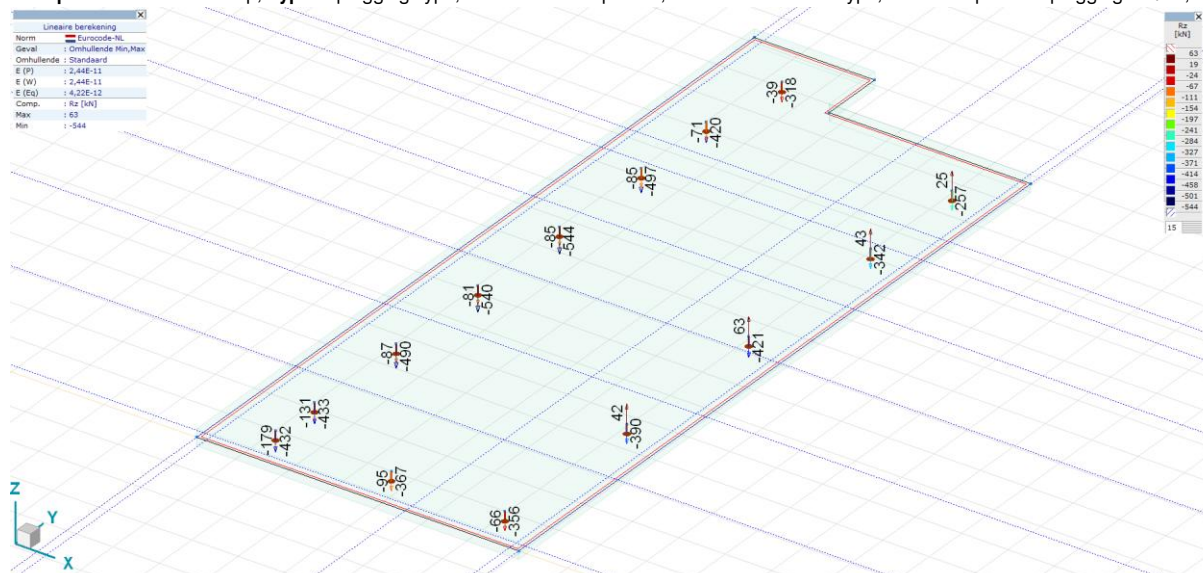 Lineaire berekening
Norm Eurocode-NL
Geval : Omhullende Min,Max
Omhullende : Standaard
E (P) : 2,44E-11
E (W) : 2,44E-11
E (Eq) : 4,22E-12
Comp. : Rz [kN]
Max : 63
Min : -544
Rz
[kN]
63
19
-24
-67
-111
-154
-197
-241
-284
-327
-371
-414
-458
-501
-544
15
-39
-318
-71
-420
-85
-497
25
-257
-85
-544
43
-342
-81
-540
63
-421
-87
-490
-131
-433
42
-390
-179
-432
-95
-367
-66
-356
Z
Y
X